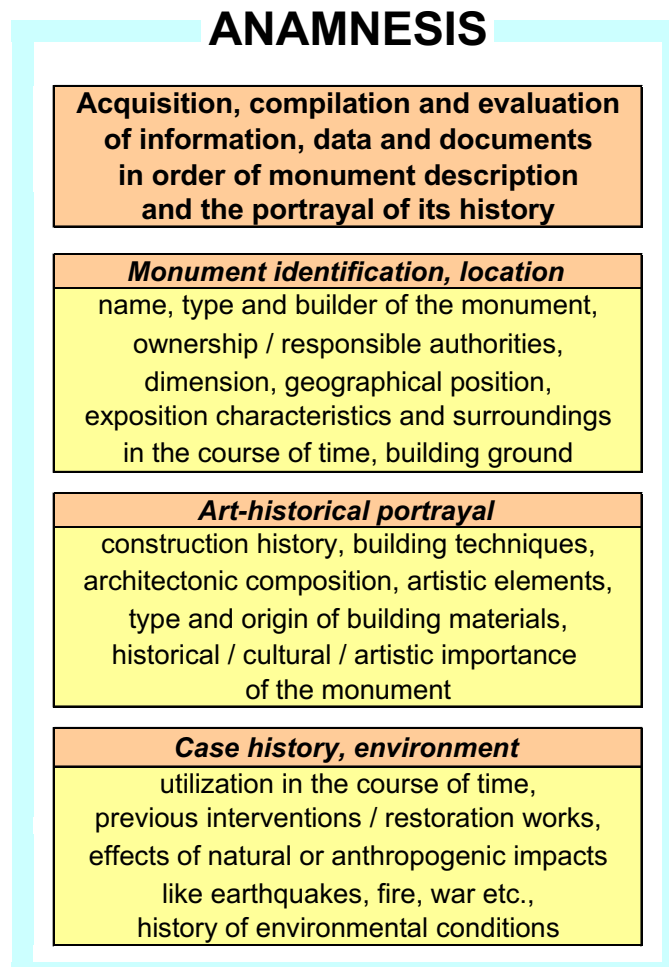 ANAMNESIS
Acquisition, compilation and evaluation
of information, data and documents
in order of monument description
and the portrayal of its history
Monument identification, location
name, type and builder of the monument,
ownership / responsible authorities,
dimension, geographical position,
exposition characteristics and surroundings
in the course of time, building ground
Art-historical portrayal
construction history, building techniques,
architectonic composition, artistic elements,
type and origin of building materials,
historical / cultural / artistic importance
of the monument
Case history, environment
utilization in the course of time,
previous interventions / restoration works,
effects of natural or anthropogenic impacts
like earthquakes, fire, war etc.,
history of environmental conditions